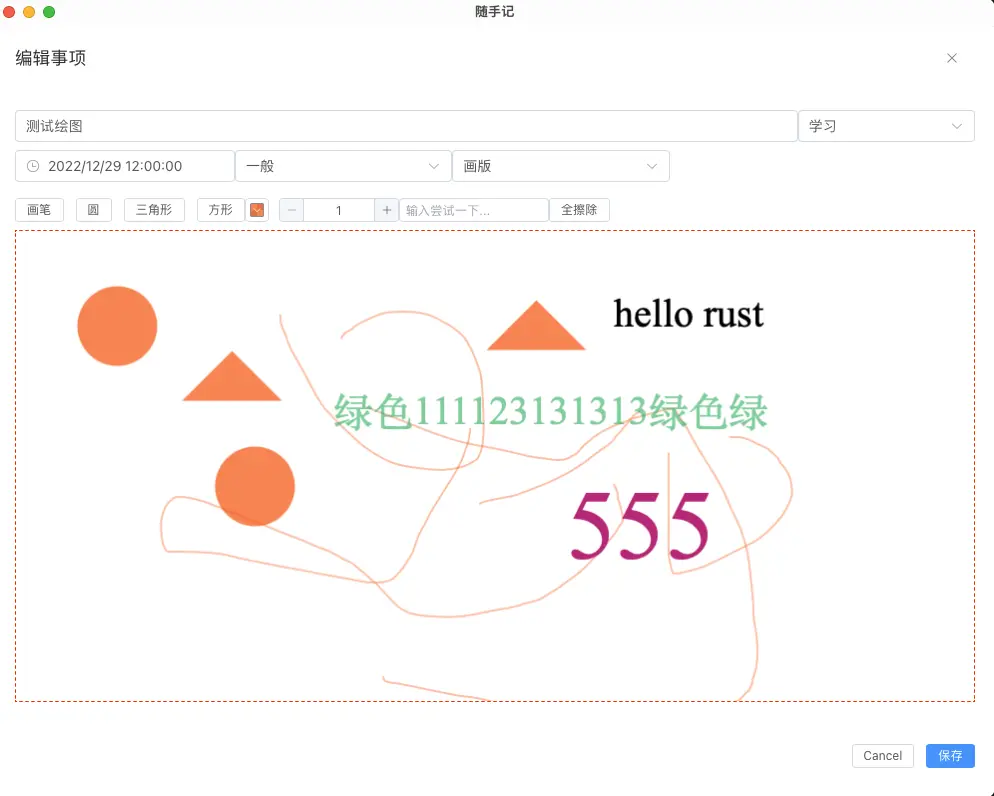 随手记
编辑事项
测试绘图 学习
2022/12/29 12:00:00 一般 画版
画笔 圆 三角形 方形 1 输入尝试一下... 全擦除
hello rust
绿色111123131313绿色绿
555
Cancel 保存